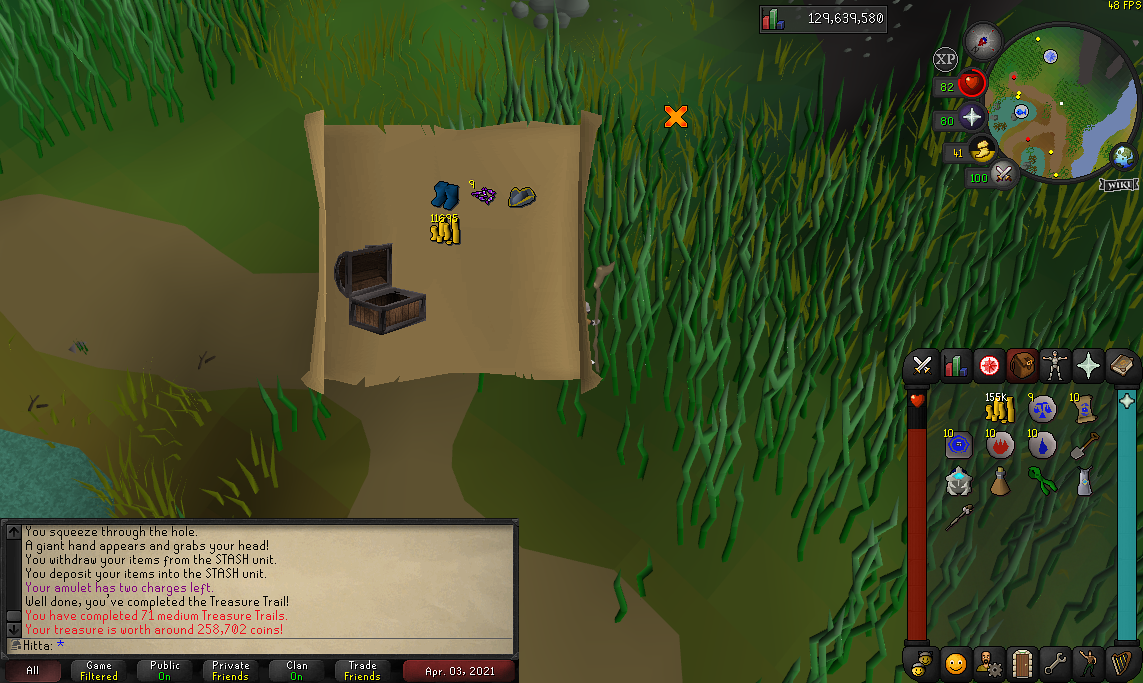 48 FPS
129,639,580
XP
82
80
41
100
WIKI
9
11695
155K
9
10
10
10
10
You squeeze through the hole.
A giant hand appears and grabs your head!
You withdraw your items from the STASH unit.
You deposit your items into the STASH unit.
Your amulet has two charges left.
Well done, you've completed the Treasure Trail!
You have completed 71 medium Treasure Trails.
Your treasure is worth around 258,702 coins!
Hitta: *
All
Game
Filtered
Public
On
Private
Friends
Clan
On
Trade
Friends
Apr. 03, 2021